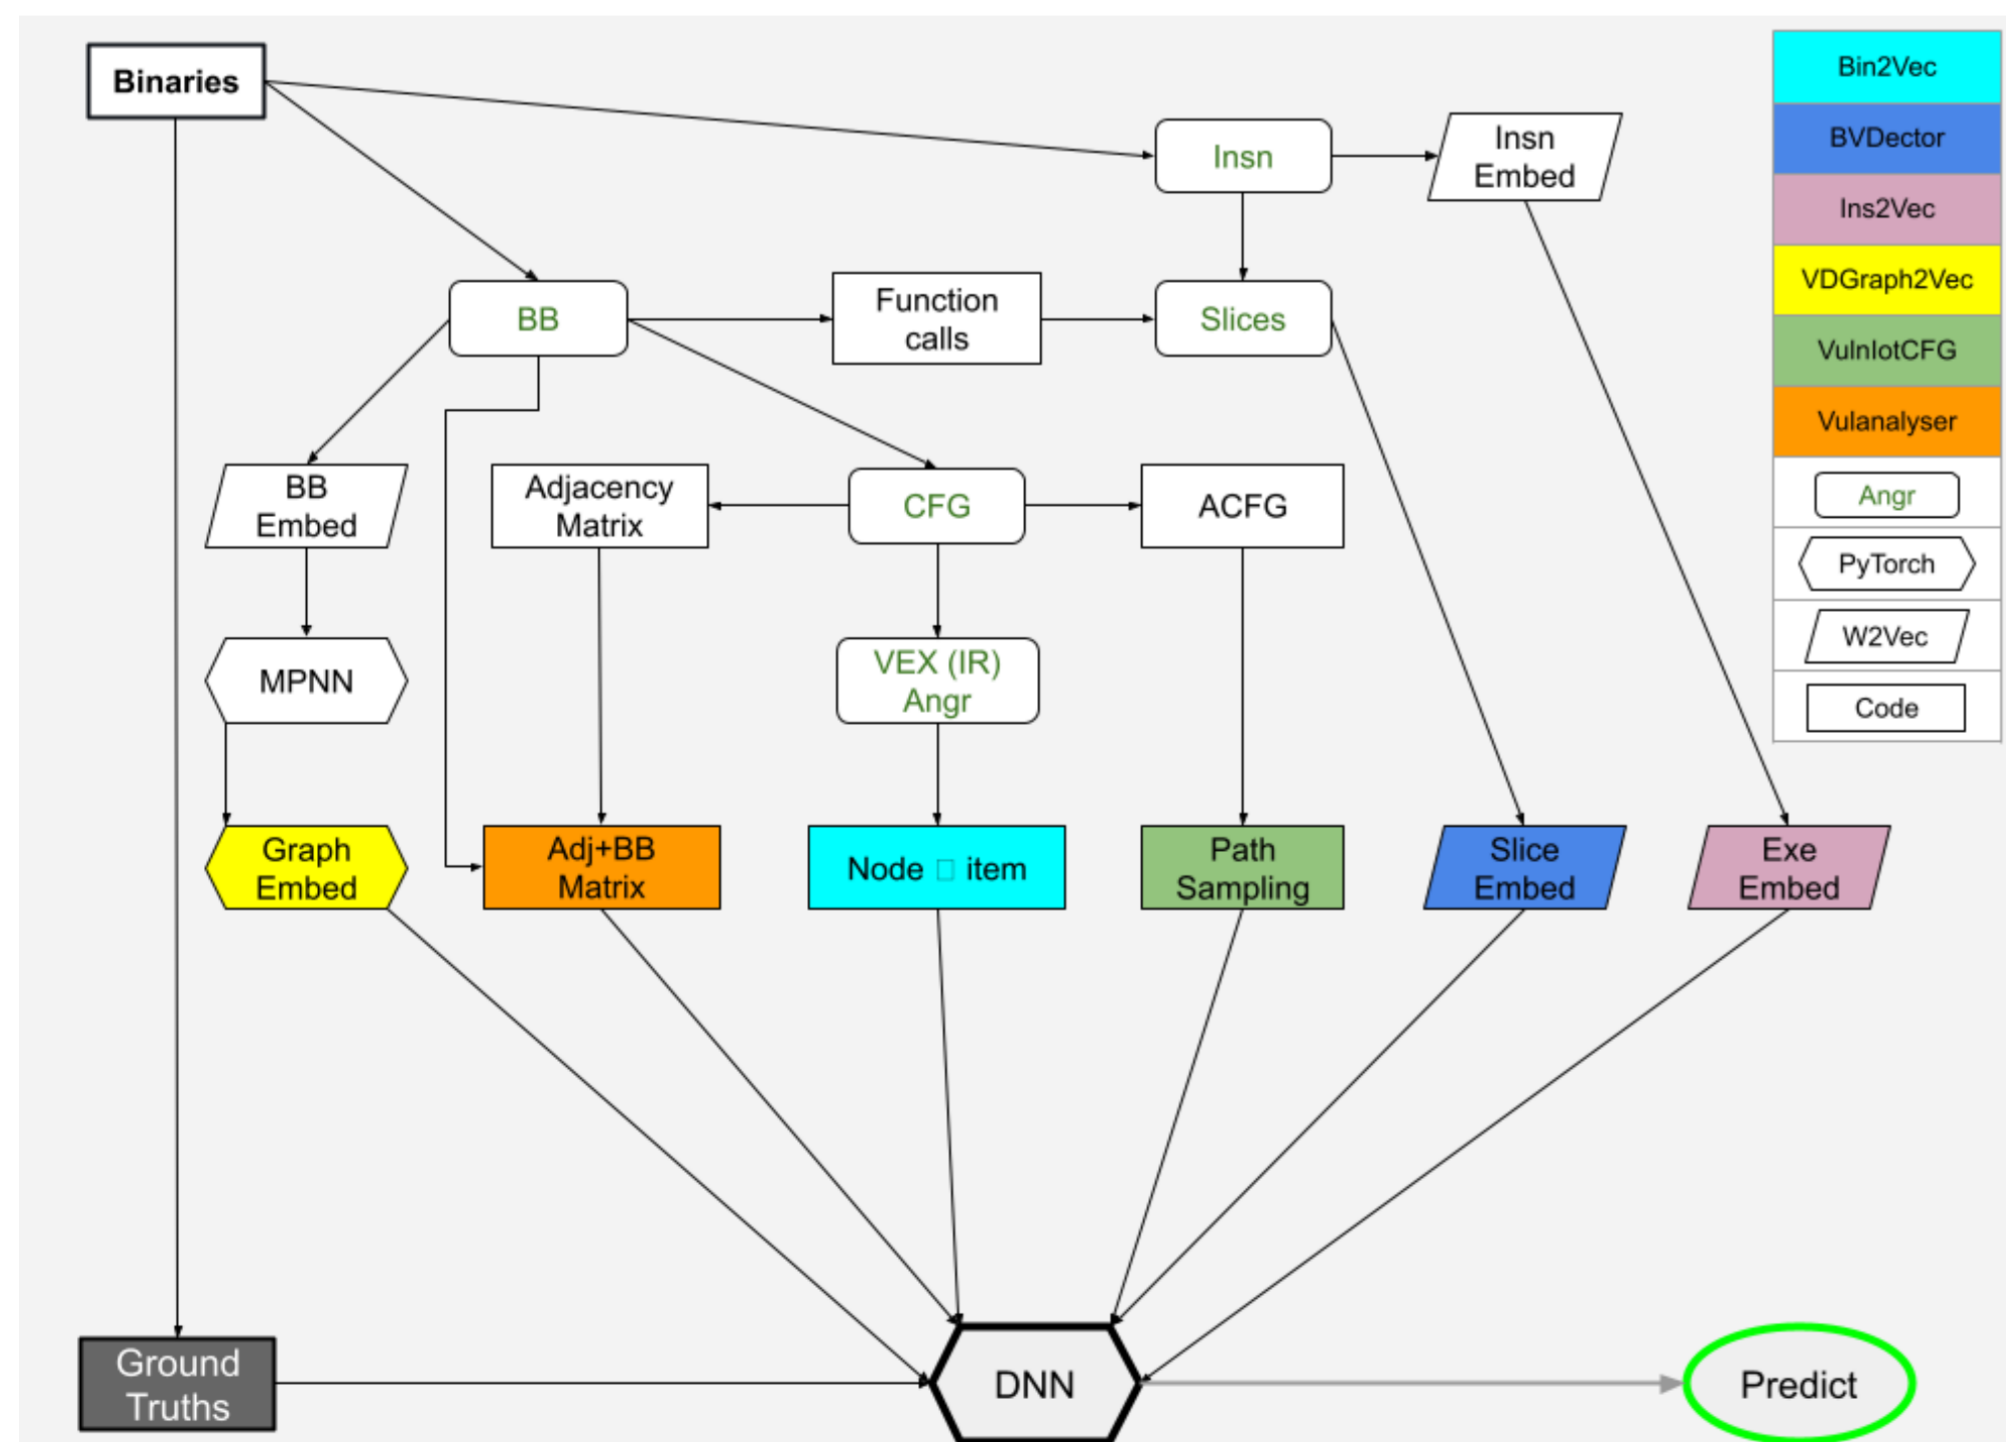 Binaries
Insn
Insn
Embed
BB
Function
calls
Slices
BB
Embed
Adjacency
Matrix
CFG
ACFG
MPNN
VEX (IR)
Angr
Graph
Embed
Adj+BB
Matrix
Node □ item
Path
Sampling
Slice
Embed
Exe
Embed
Ground
Truths
DNN
Predict
Bin2Vec
BVDector
Ins2Vec
VDGraph2Vec
VulnIotCFG
Vulanalyser
Angr
PyTorch
W2Vec
Code